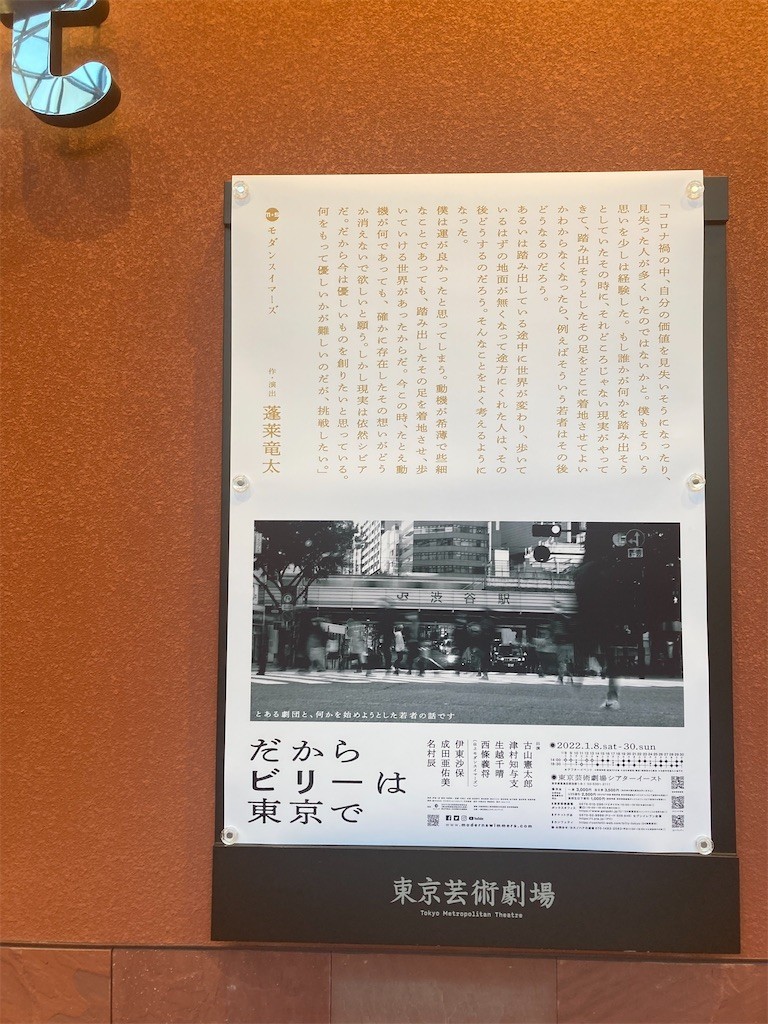 「コロナ禍の中、自分の価値を見失いそうになったり、
見失った人が多くいたのではないかと。僕もそういう
思いを少しは経験した。もし誰かが何かを踏み出そう
としていたその時に、それどころじゃない現実がやって
きて、踏み出そうとしたその足をどこに着地させてよい
かわからなくなったら、例えばそういう若者はその後
どうなるのだろう。
あるいは踏み出している途中に世界が変わり、歩いて
いるはずの地面が無くなって途方にくれた人は、その
後どうするのだろう。そんなことをよく考えるように
なった。
僕は運が良かったと思ってしまう。動機が希薄で些細
なことであっても、踏み出したその足を着地させ、歩
いていける世界があったからだ。今この時、たとえ動
機が何であっても、確かに存在したその想いがどう
か消えないで欲しいと願う。しかし現実は依然シビア
だ。だから今は優しいものを創りたいと思っている。
何をもって優しいかが難しいのだが、挑戦したい。」
モダンスイマーズ
作・演出 蓬莱竜太
JR 渋谷駅
とある劇団と、何かを始めようとした若者の話です
だから
ビリーは
東京で
出演
古山憲太郎
津村知与支
生越千晴
西條義将
伊東沙保
成田亜佑美
名村辰
2022.1.8.sat-30.sun
東京芸術劇場シアターイースト
www.modernswimmers.com
東京芸術劇場
Tokyo Metropolitan Theatre